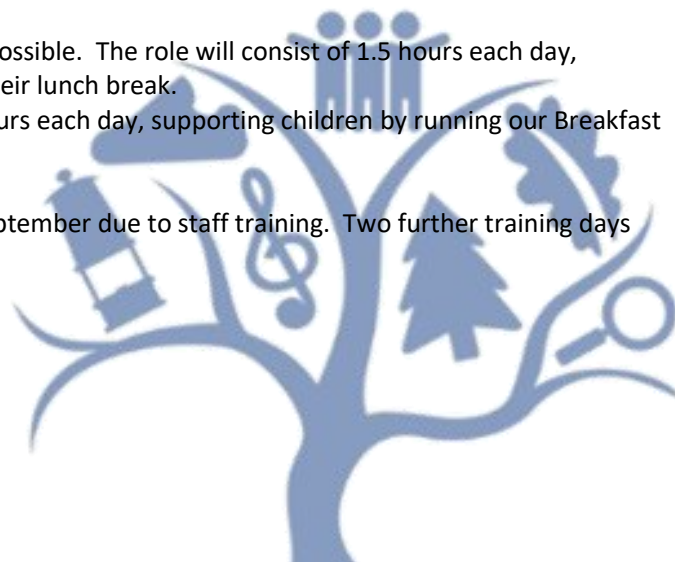 ossible. The role will consist of 1.5 hours each day,
eir lunch break.
urs each day, supporting children by running our Breakfast
ptember due to staff training. Two further training days